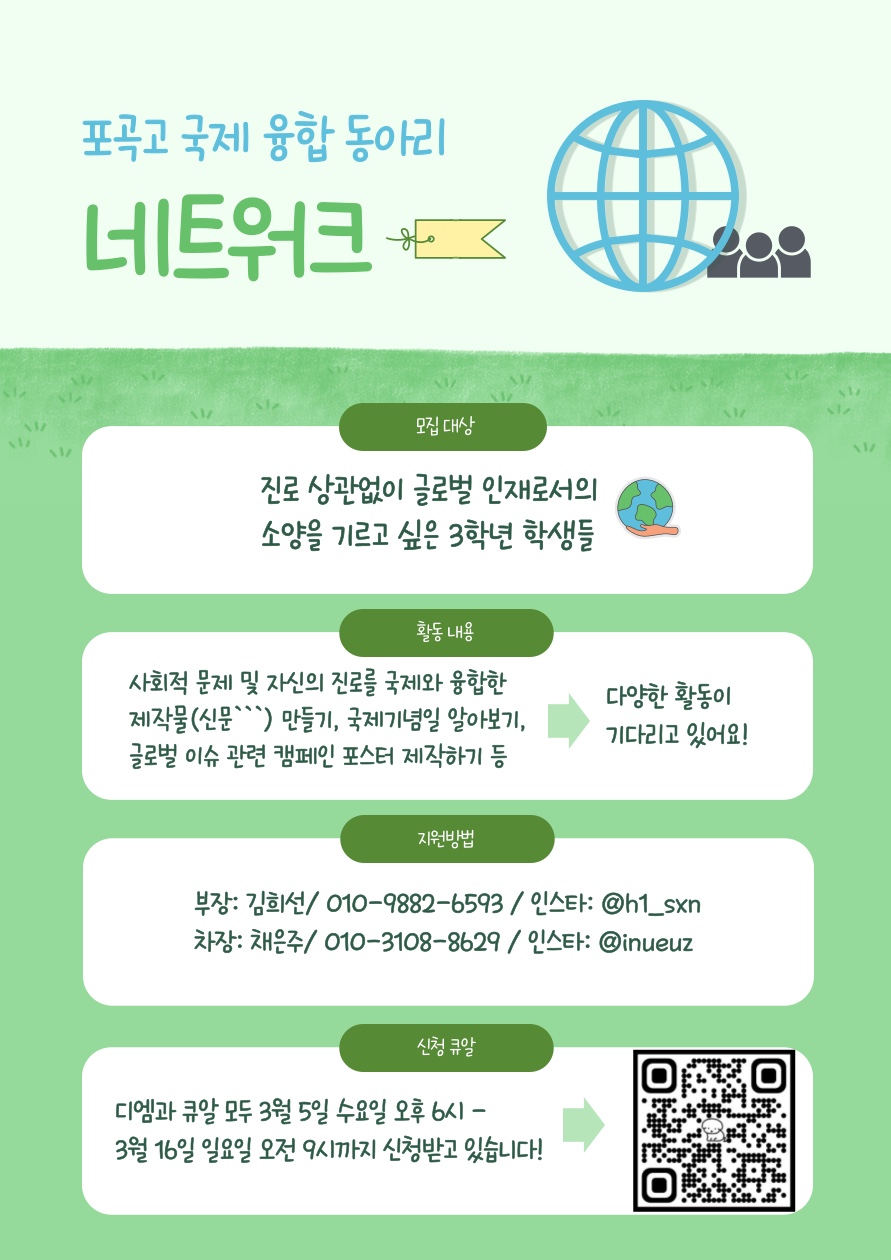 포곡고 국제 융합 동아리
네트워크
모집 대상
진로 상관없이 글로벌 인재로서의
소양을 기르고 싶은 3학년 학생들
활동 내용
사회적 문제 및 자신의 진로를 국제와 융합한
제작물(신문```) 만들기, 국제기념일 알아보기,
글로벌 이슈 관련 캠페인 포스터 제작하기 등
다양한 활동이
기다리고 있어요!
지원방법
부장: 김희선/ 010-9882-6593 / 인스타: @h1_sxn
차장: 채은주/ 010-3108-8629 / 인스타: @inueuz
신청 큐알
디엠과 큐알 모두 3월 5일 수요일 오후 6시 -
3월 16일 일요일 오전 9시까지 신청받고 있습니다!